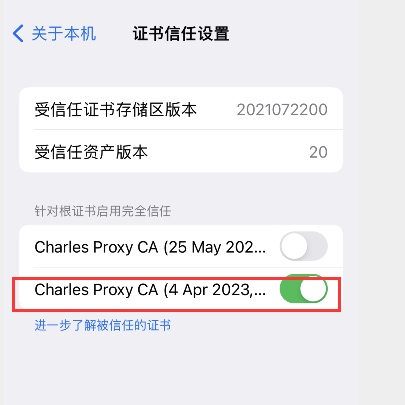 关于本机
证书信任设置
受信任证书存储区版本 2021072200
受信任资产版本 20
针对根证书启用完全信任
Charles Proxy CA (25 May 202...
Charles Proxy CA (4 Apr 2023,...
进一步了解被信任的证书